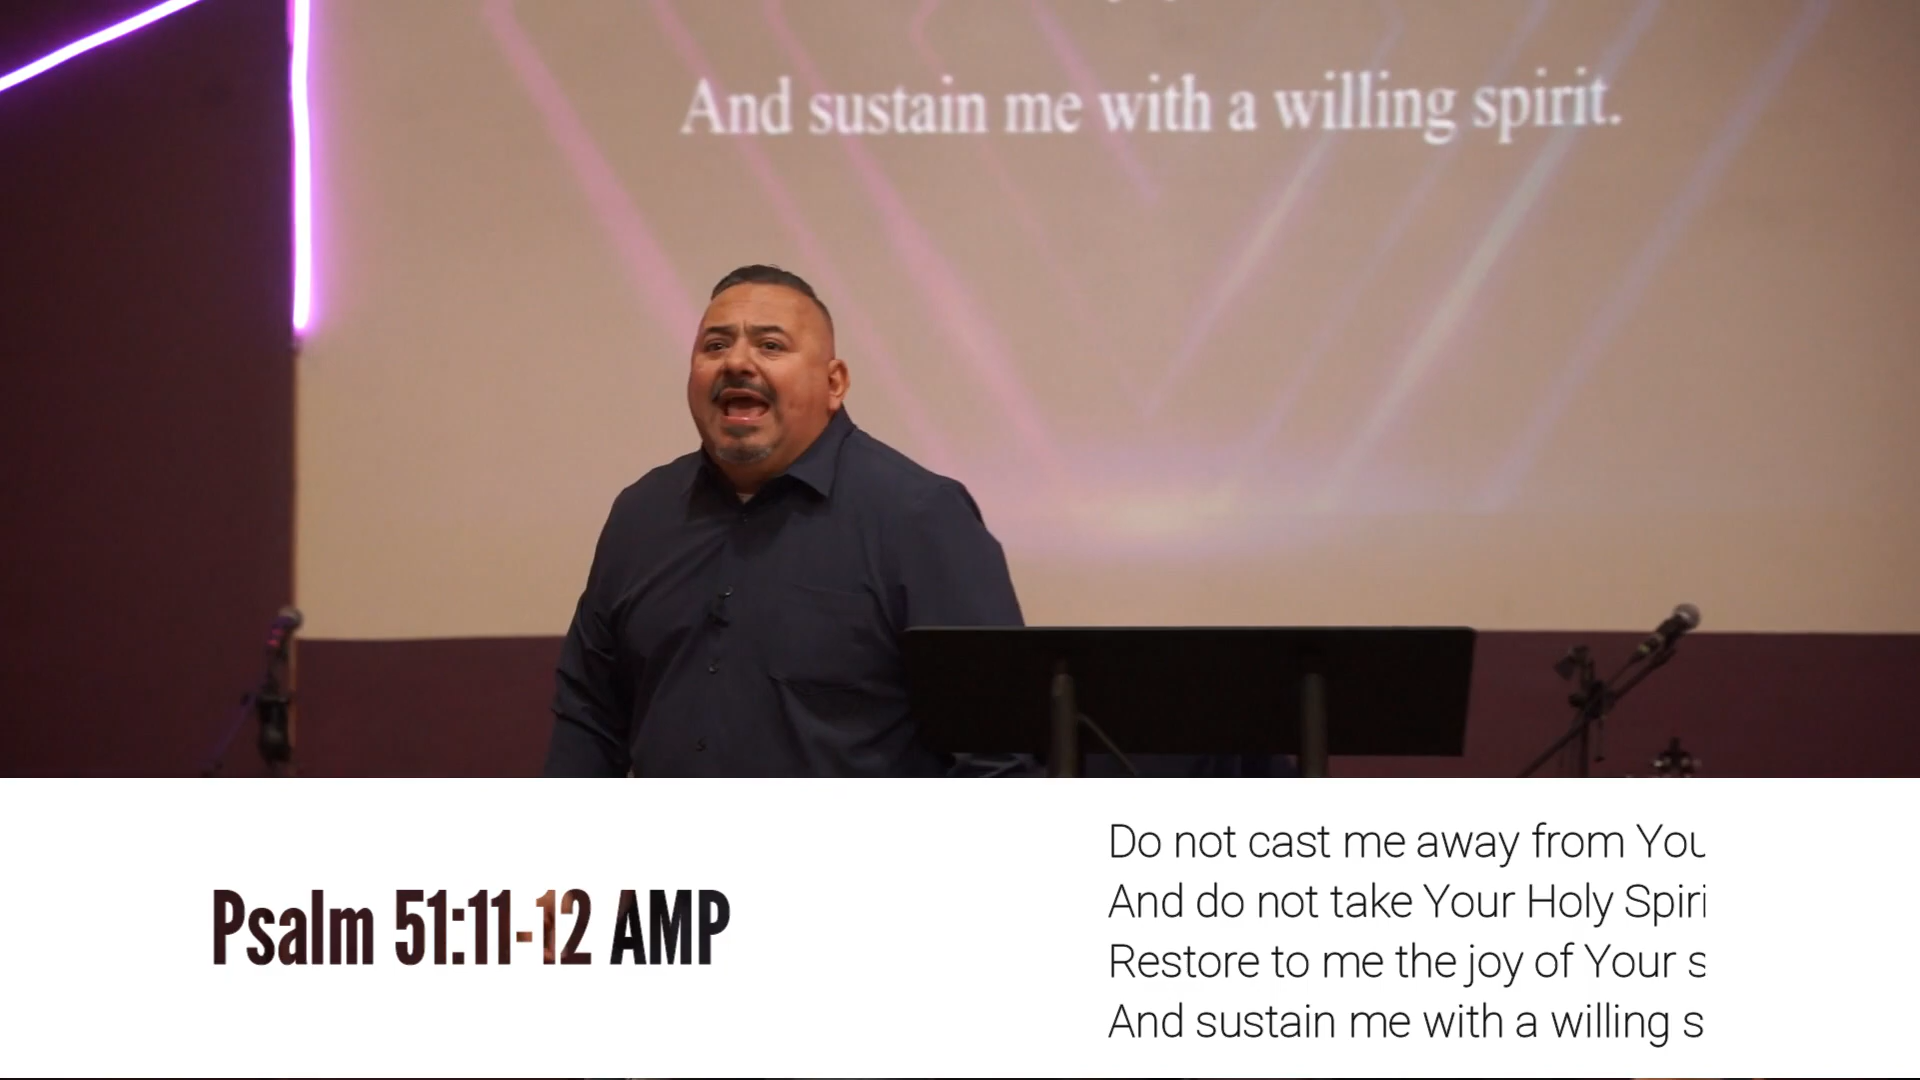 And sustain me with a willing spirit.
Psalm 51:11-12 AMP
Do not cast me away from You
And do not take Your Holy Spiri
Restore to me the joy of Your s
And sustain me with a willing s